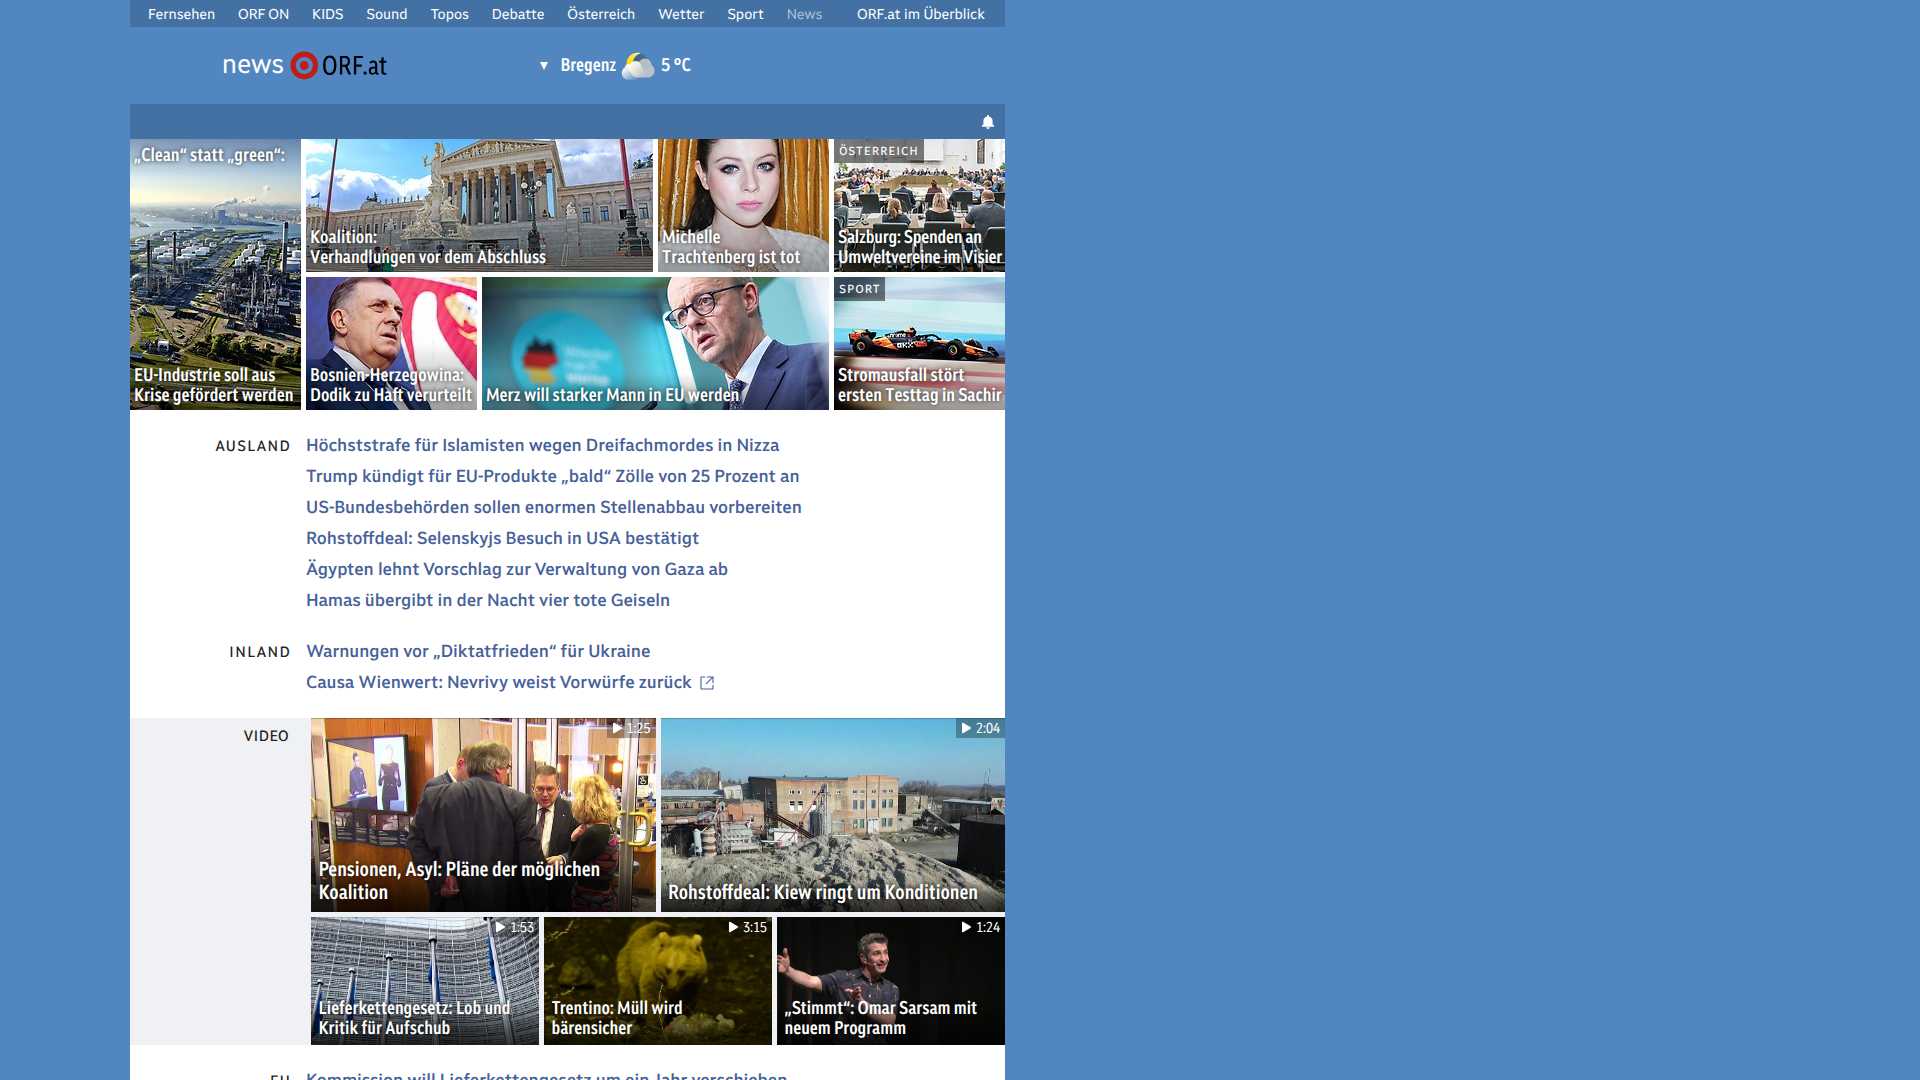 Fernsehen ORF ON KIDS Sound Topos Debatte Österreich Wetter Sport News ORF.at im Überblick
news ORF.at
Bregenz 5 °C
„Clean“ statt „green“:
EU-Industrie soll aus
Krise gefördert werden
Koalition:
Verhandlungen vor dem Abschluss
Michelle
Trachtenberg ist tot
ÖSTERREICH
Salzburg: Spenden an
Umweltvereine im Visier
Bosnien-Herzegowina:
Dodik zu Haft verurteilt
Merz will starker Mann in EU werden
SPORT
Stromausfall stört
ersten Testtag in Sachir
AUSLAND
Höchststrafe für Islamisten wegen Dreifachmordes in Nizza
Trump kündigt für EU-Produkte „bald“ Zölle von 25 Prozent an
US-Bundesbehörden sollen enormen Stellenabbau vorbereiten
Rohstoffdeal: Selenskyjs Besuch in USA bestätigt
Ägypten lehnt Vorschlag zur Verwaltung von Gaza ab
Hamas übergibt in der Nacht vier tote Geiseln
INLAND
Warnungen vor „Diktatfrieden“ für Ukraine
Causa Wienwert: Nevrivy weist Vorwürfe zurück
VIDEO
1:25
Pensionen, Asyl: Pläne der möglichen
Koalition
2:04
Rohstoffdeal: Kiew ringt um Konditionen
1:53
Lieferkettengesetz: Lob und
Kritik für Aufschub
3:15
Trentino: Müll wird
bärensicher
1:24
„Stimmt“: Omar Sarsam mit
neuem Programm
EU
Kommission will Lieferkettengesetz um ein Jahr verschieben